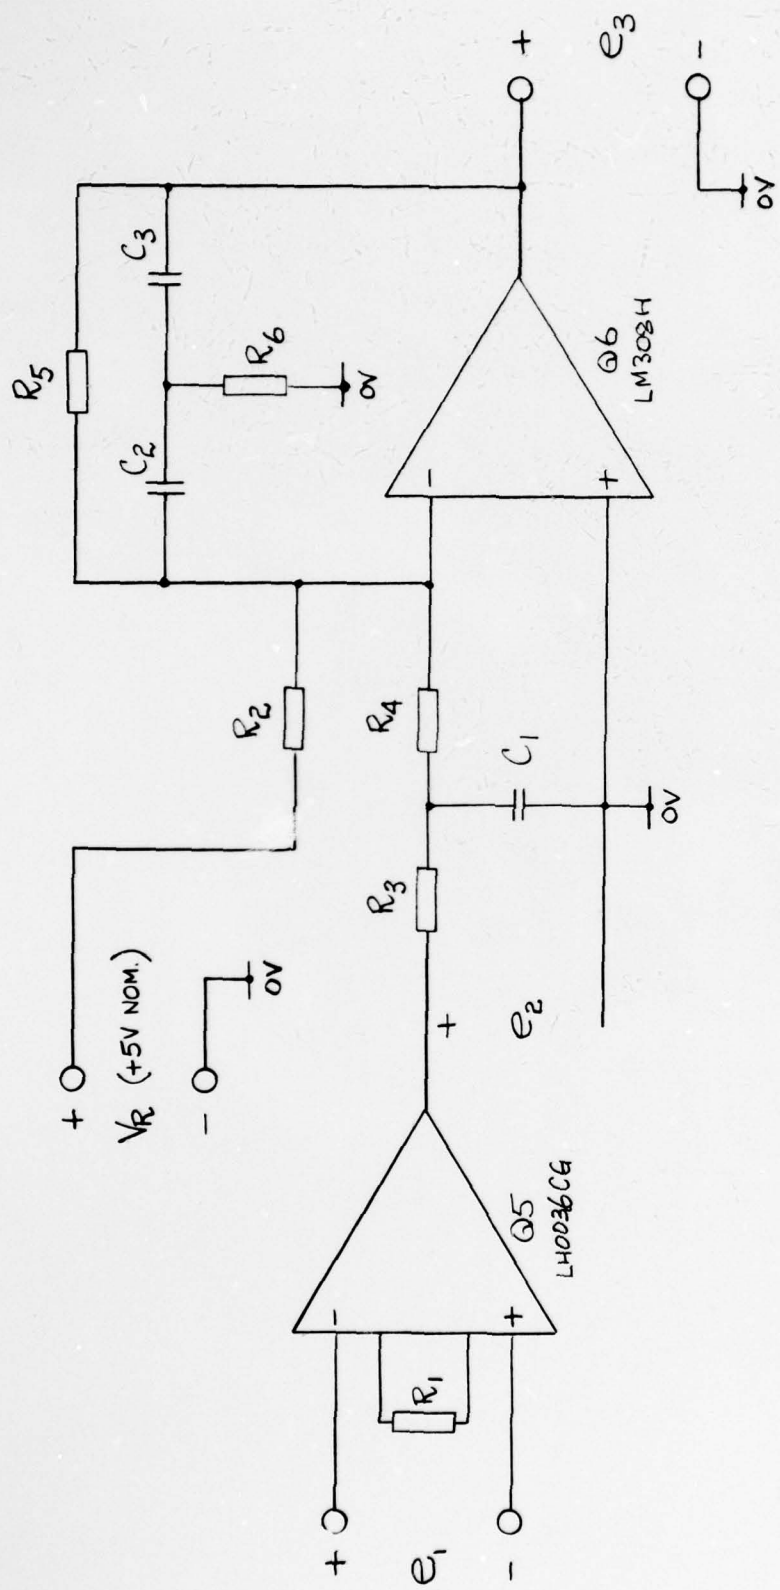 +
e1
-
R1
-
+
Q5
LH0036CG
+
VR (+5V NOM.)
-
0V
+
e2
R3
R4
C1
0V
R2
R5
C2
C3
R6
0V
-
+
Q6
LM308H
+
e3
-
0V